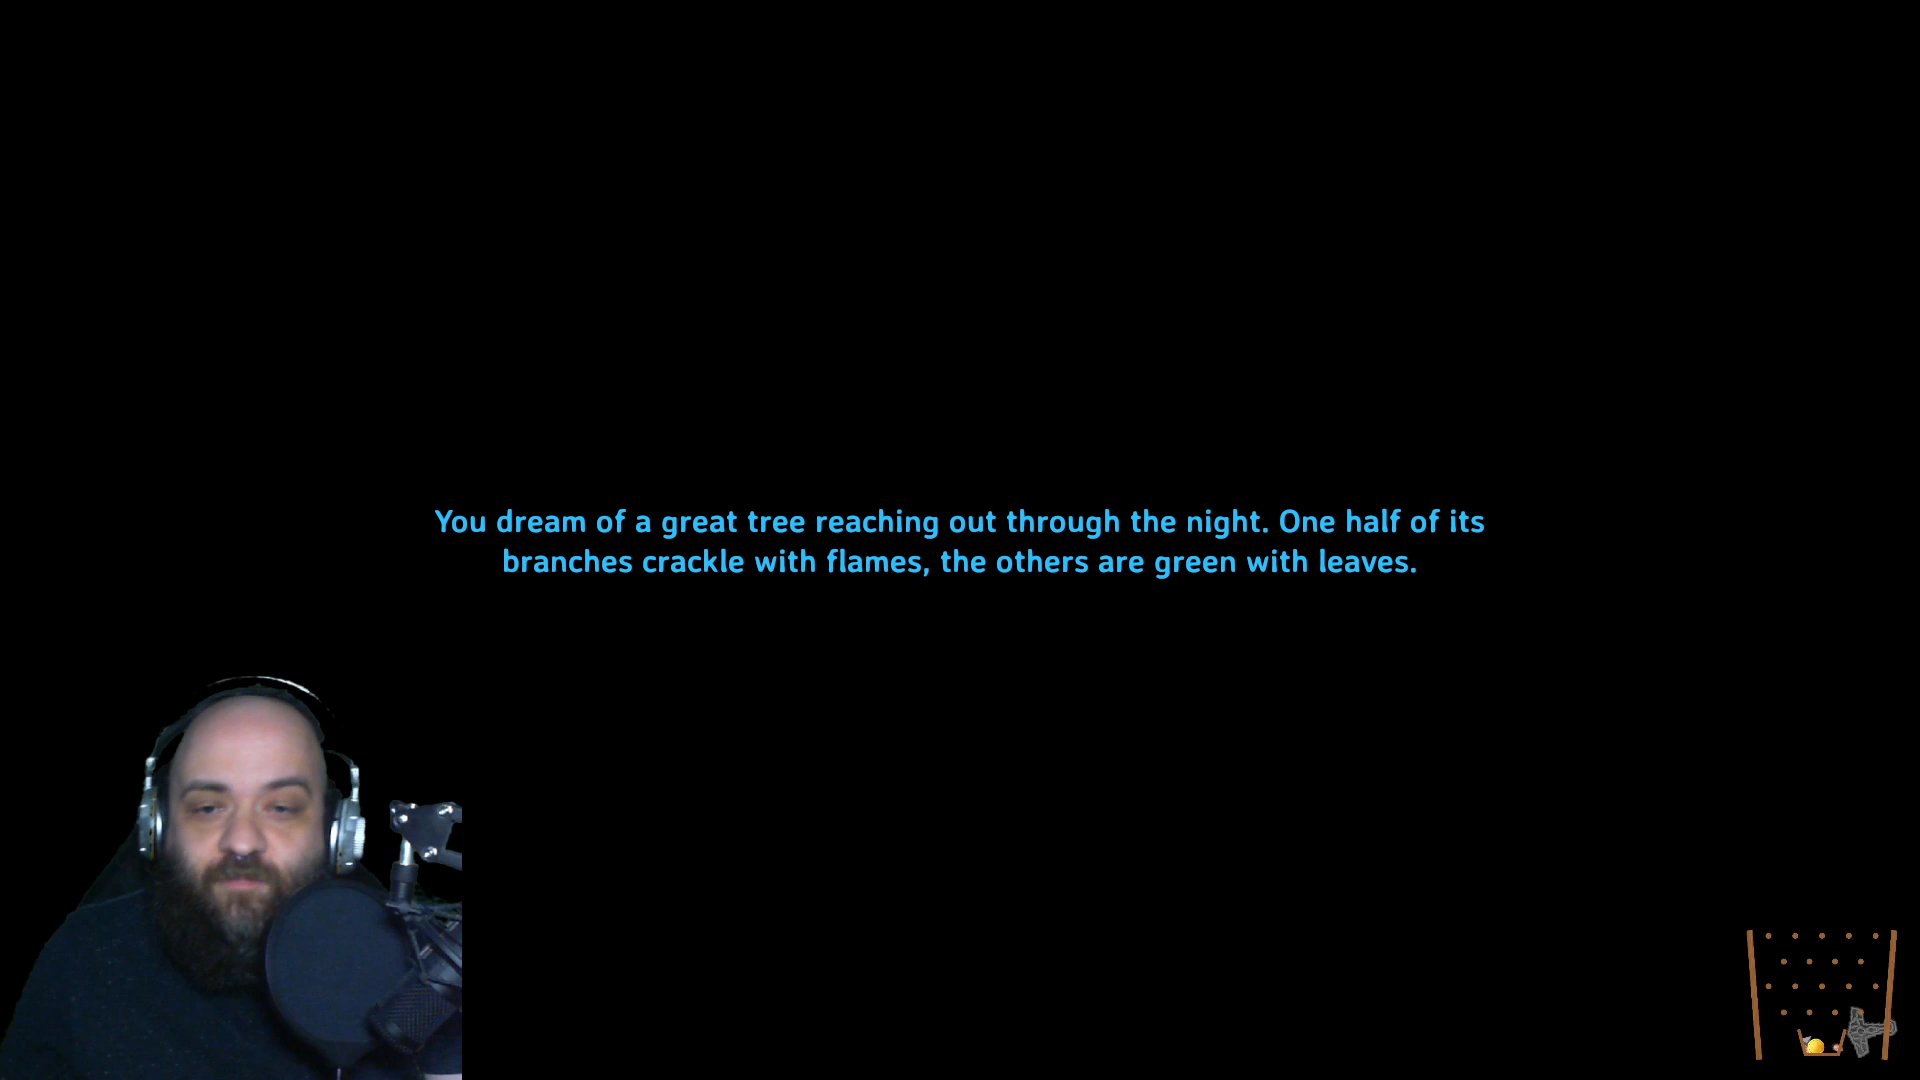 You dream of a great tree reaching out through the night. One half of its
branches crackle with flames, the others are green with leaves.